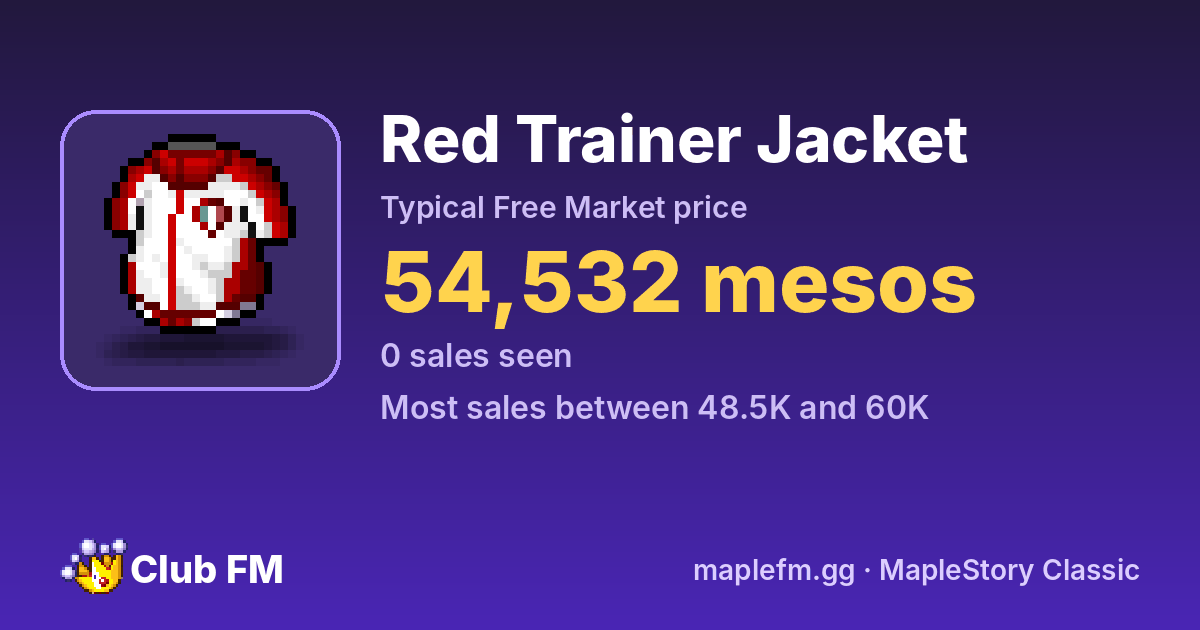 Red Trainer Jacket
Typical Free Market price
54,532 mesos
0 sales seen
Most sales between 48.5K and 60K
Club FM
maplefm.gg · MapleStory Classic